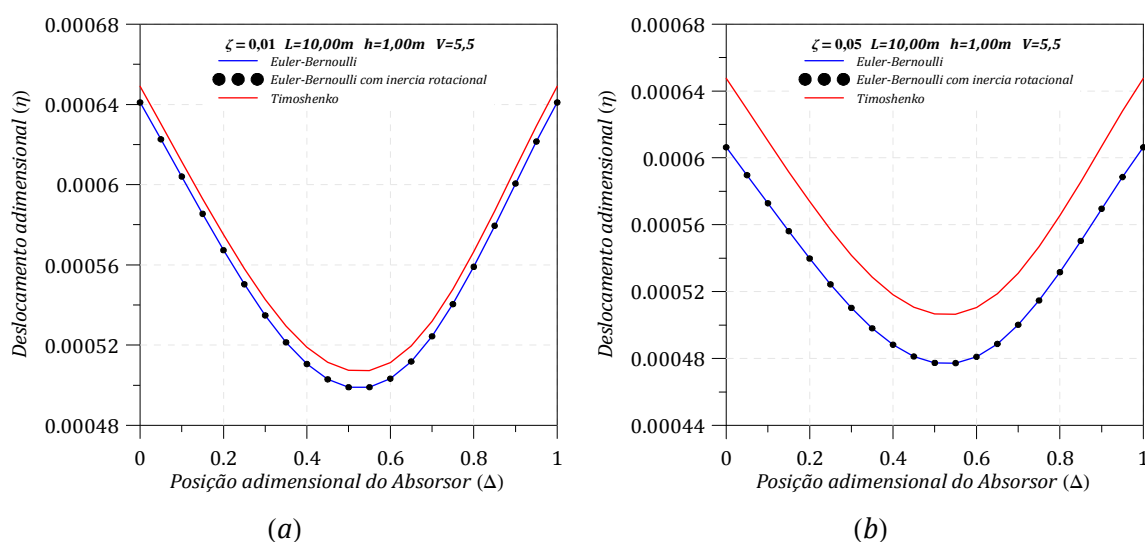 0.00068
0.00064
0.0006
0.00056
0.00052
0.00048
Deslocamento adimensional (η)
ζ = 0,01 L=10,00m h=1,00m V=5,5
Euler-Bernoulli
Euler-Bernoulli com inercia rotacional
Timoshenko
0 0.2 0.4 0.6 0.8 1
Posição adimensional do Absorsor (Δ)
(a)
0.00068
0.00064
0.0006
0.00056
0.00052
0.00048
0.00044
Deslocamento adimensional (η)
ζ = 0,05 L=10,00m h=1,00m V=5,5
Euler-Bernoulli
Euler-Bernoulli com inercia rotacional
Timoshenko
0 0.2 0.4 0.6 0.8 1
Posição adimensional do Absorsor (Δ)
(b)